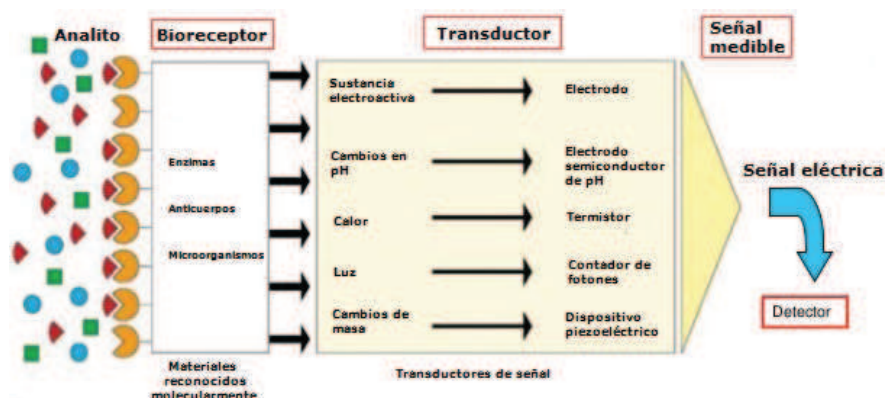 Analito
Bioreceptor
Transductor
Señal
medible
Sustancia
electroactiva
Electrodo
Enzimas
Cambios en
pH
Electrodo
semiconductor
de pH
Señal eléctrica
Anticuerpos
Calor
Termistor
Microorganismos
Luz
Contador de
fotones
Cambios de
masa
Dispositivo
piezoeléctrico
Detector
Materiales
reconocidos
molecularmente
Transductores de señal